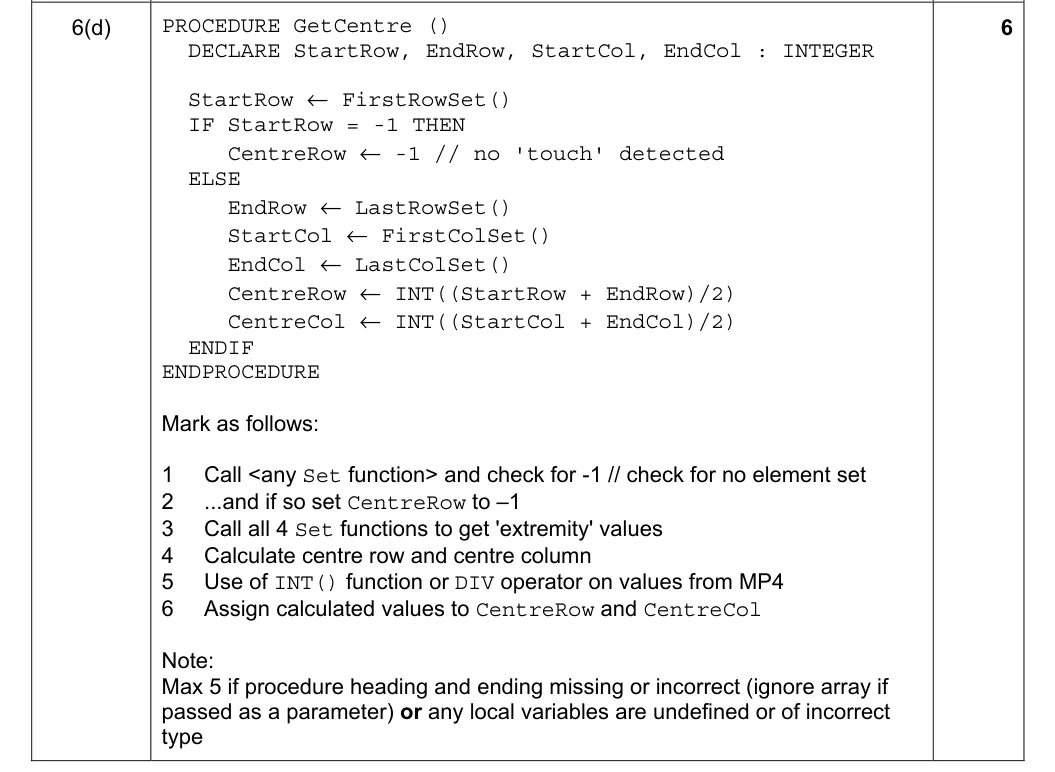 6(d)
PROCEDURE GetCentre ()
DECLARE StartRow, EndRow, StartCol, EndCol : INTEGER
StartRow ← FirstRowSet()
IF StartRow = -1 THEN
CentreRow ← -1 // no 'touch' detected
ELSE
EndRow ← LastRowSet()
StartCol ← FirstColSet()
EndCol ← LastColSet()
CentreRow ← INT((StartRow + EndRow)/2)
CentreCol ← INT((StartCol + EndCol)/2)
ENDIF
ENDPROCEDURE
Mark as follows:
1 Call <any Set function> and check for -1 // check for no element set
2 ...and if so set CentreRow to –1
3 Call all 4 Set functions to get 'extremity' values
4 Calculate centre row and centre column
5 Use of INT() function or DIV operator on values from MP4
6 Assign calculated values to CentreRow and CentreCol
Note:
Max 5 if procedure heading and ending missing or incorrect (ignore array if
passed as a parameter) or any local variables are undefined or of incorrect
type
6